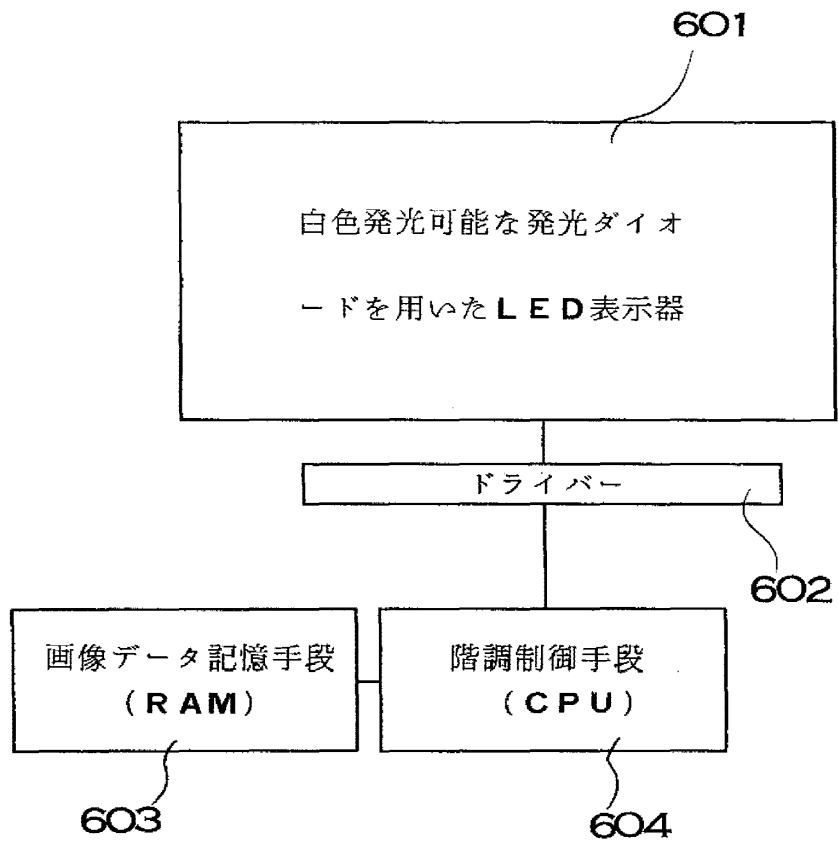 601
白色発光可能な発光ダイオ
ードを用いたLED表示器
ドライバー
602
画像データ記憶手段
(RAM)
階調制御手段
(CPU)
603
604